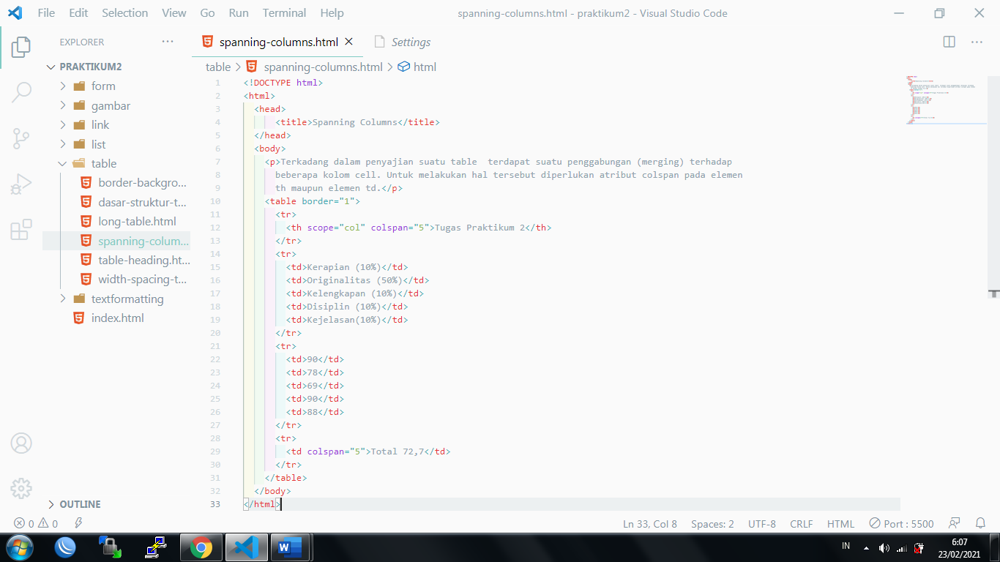 File Edit Selection View Go Run Terminal Help
spanning-columns.html - praktikum2 - Visual Studio Code
EXPLORER
PRAKTIKUM2
form
gambar
link
list
table
border-backgro...
dasar-struktur-t...
long-table.html
spanning-colum...
table-heading.ht...
width-spacing-t...
textformatting
index.html
OUTLINE
spanning-columns.html
Settings
table > spanning-columns.html > html
1 <!DOCTYPE html>
2 <html>
3 <head>
4 <title>Spanning Columns</title>
5 </head>
6 <body>
7 <p>Terkadang dalam penyajian suatu table  terdapat suatu penggabungan (merging) terhadap
8 beberapa kolom cell. Untuk melakukan hal tersebut diperlukan atribut colspan pada elemen
9 th maupun elemen td.</p>
10 <table border="1">
11 <tr>
12 <th scope="col" colspan="5">Tugas Praktikum 2</th>
13 </tr>
14 <tr>
15 <td>Kerapian (10%)</td>
16 <td>Originalitas (50%)</td>
17 <td>Kelengkapan (10%)</td>
18 <td>Disiplin (10%)</td>
19 <td>Kejelasan(10%)</td>
20 </tr>
21 <tr>
22 <td>90</td>
23 <td>78</td>
24 <td>69</td>
25 <td>90</td>
26 <td>88</td>
27 </tr>
28 <tr>
29 <td colspan="5">Total 72,7</td>
30 </tr>
31 </table>
32 </body>
33 </html>
0 0
Ln 33, Col 8 Spaces: 2 UTF-8 CRLF HTML Port : 5500
IN
6:07
23/02/2021